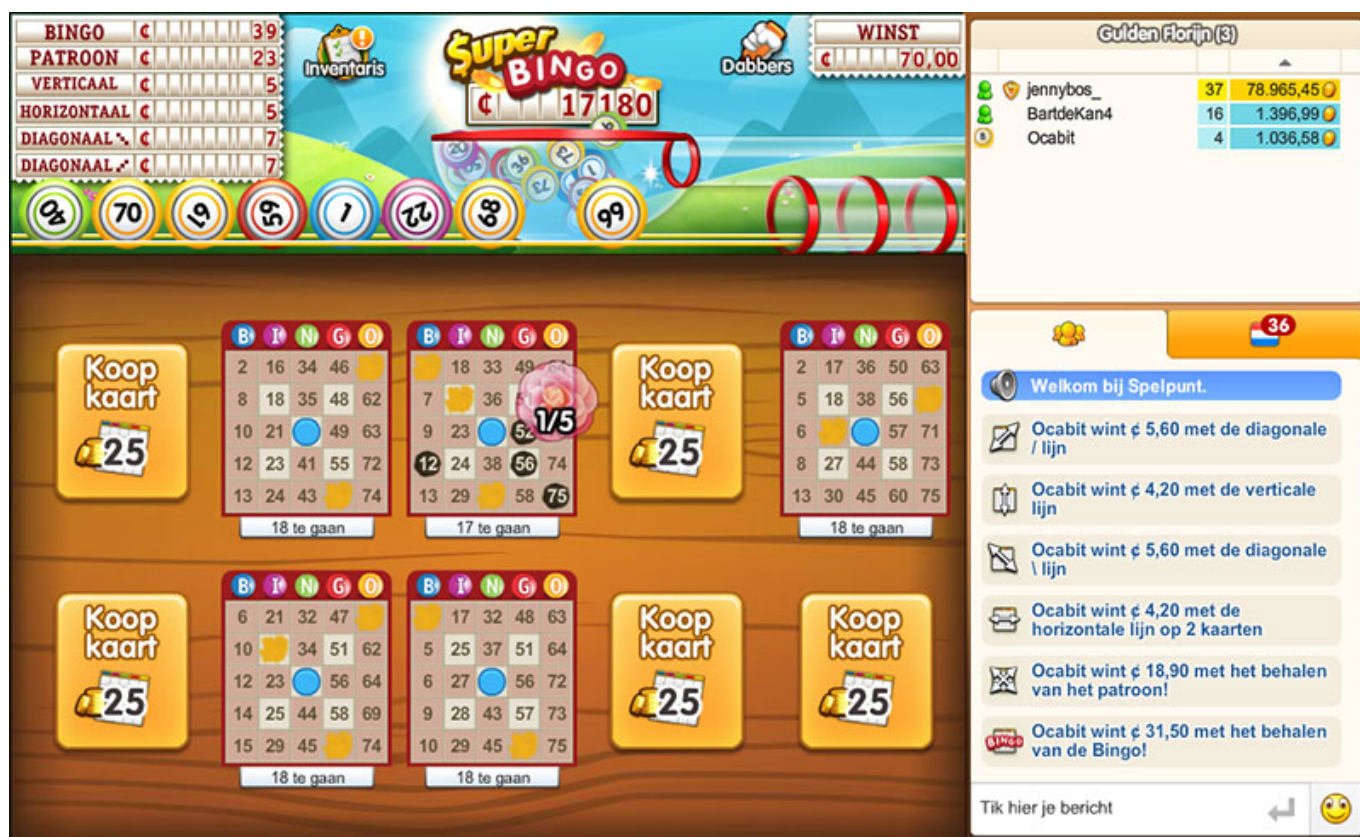 BINGO ¢ 39
PATROON ¢ 23
VERTICAAL ¢ 5
HORIZONTAAL ¢ 5
DIAGONAAL ¢ 7
DIAGONAAL ¢ 7
Inventaris
Super
BINGO
¢ 17180
Dabbers
WINST
¢ 70,00
40 70 61 59 1 22 68 66
Koop
kaart
25
B I N G O
2 16 34 46
8 18 35 48 62
10 21 49 63
12 23 41 55 72
13 24 43 74
18 te gaan
B I N G O
18 33 49
7 36
9 23 52
12 24 38 56 74
13 29 58 75
1/5
17 te gaan
Koop
kaart
25
B I N G O
2 17 36 50 63
5 18 38 56
6 57 71
8 27 44 58 73
13 30 45 60 75
18 te gaan
Koop
kaart
25
B I N G O
6 21 32 47
10 34 51 62
12 23 56 64
14 25 44 58 69
15 29 45 74
18 te gaan
B I N G O
17 32 48 63
5 25 37 51 64
6 27 56 72
9 28 43 57 73
10 29 45 75
18 te gaan
Koop
kaart
25
Koop
kaart
25
Gulden Florijn (3)
jennybos_ 37 78.965,45
BartdeKan4 16 1.396,99
Ocabit 4 1.036,58
36
Welkom bij Spelpunt.
Ocabit wint ¢ 5,60 met de diagonale
/ lijn
Ocabit wint ¢ 4,20 met de verticale
lijn
Ocabit wint ¢ 5,60 met de diagonale
\ lijn
Ocabit wint ¢ 4,20 met de
horizontale lijn op 2 kaarten
Ocabit wint ¢ 18,90 met het behalen
van het patroon!
BINGO
Ocabit wint ¢ 31,50 met het behalen
van de Bingo!
Tik hier je bericht